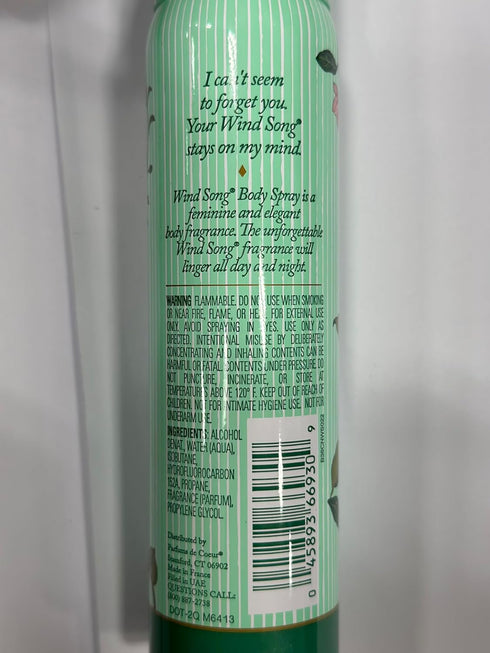 I can't seem
to forget you.
Your Wind Song®
stays on my mind.
Wind Song® Body Spray is a
feminine and elegant
body fragrance. The unforgettable
Wind Song® fragrance will
linger all day and night.
WARNING FLAMMABLE. DO NOT USE WHEN SMOKING
OR NEAR FIRE, FLAME, OR HEAT. FOR EXTERNAL USE
ONLY. AVOID SPRAYING IN EYES. USE ONLY AS
DIRECTED. INTENTIONAL MISUSE BY DELIBERATELY
CONCENTRATING AND INHALING CONTENTS CAN BE
HARMFUL OR FATAL. CONTENTS UNDER PRESSURE. DO
NOT PUNCTURE, INCINERATE, OR STORE AT
TEMPERATURES ABOVE 120° F. KEEP OUT OF REACH OF
CHILDREN. NOT FOR INTIMATE HYGIENE USE. NOT FOR
UNDERARM USE.
INGREDIENTS: ALCOHOL
DENAT., WATER (AQUA),
ISOBUTANE,
HYDROFLUOROCARBON
152A, PROPANE,
FRAGRANCE (PARFUM),
PROPYLENE GLYCOL.
Distributed by
Parfums de Coeur®
Stamford, CT 06902
Made in France
Filled in UAE
QUESTIONS CALL:
(800) 887-2738
DOT-2Q M6413
0 45893 66930 9